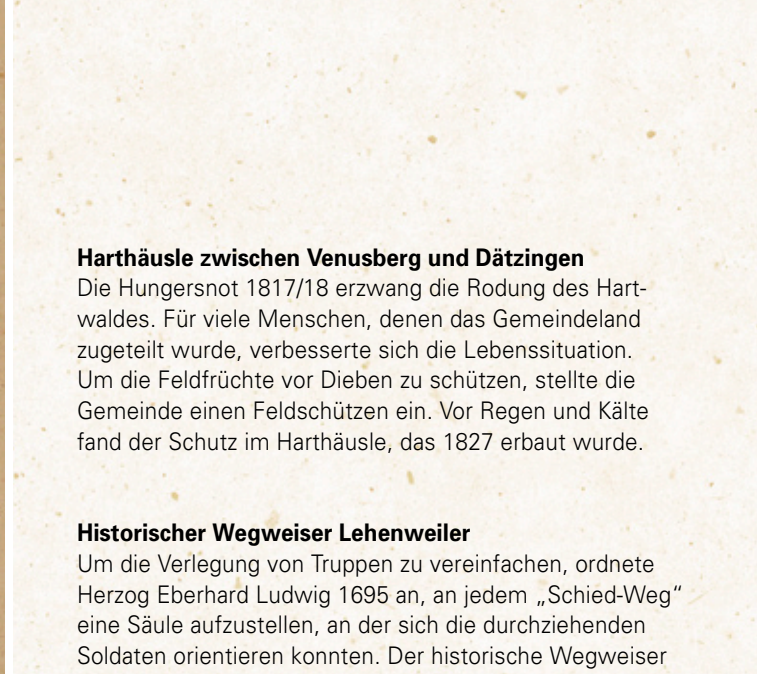 Harthäusle zwischen Venusberg und Dätzingen
Die Hungersnot 1817/18 erzwang die Rodung des Hart-
waldes. Für viele Menschen, denen das Gemeindeland
zugeteilt wurde, verbesserte sich die Lebenssituation.
Um die Feldfrüchte vor Dieben zu schützen, stellte die
Gemeinde einen Feldschützen ein. Vor Regen und Kälte
fand der Schutz im Harthäusle, das 1827 erbaut wurde.
Historischer Wegweiser Lehenweiler
Um die Verlegung von Truppen zu vereinfachen, ordnete
Herzog Eberhard Ludwig 1695 an, an jedem „Schied-Weg“
eine Säule aufzustellen, an der sich die durchziehenden
Soldaten orientieren konnten. Der historische Wegweiser